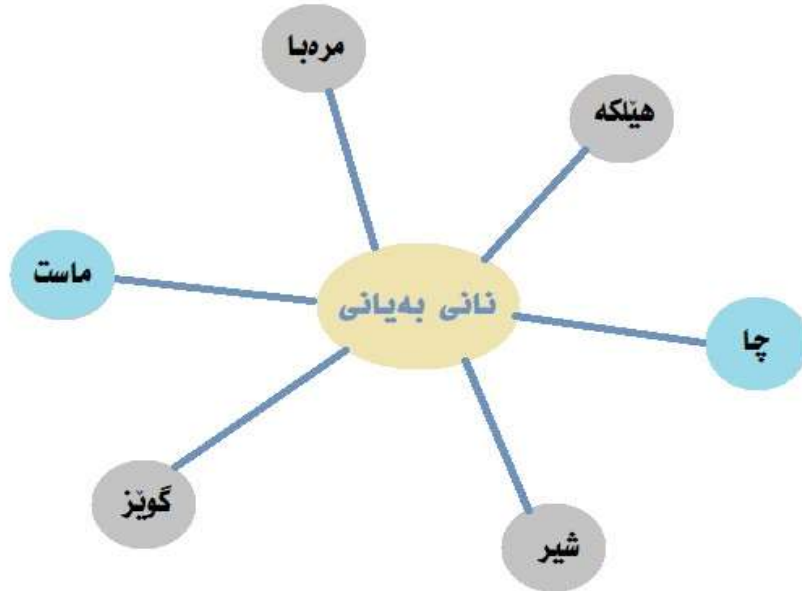 مرەبا
هێلکە
ماست
نانی بەیانی
چا
گوێز
شیر